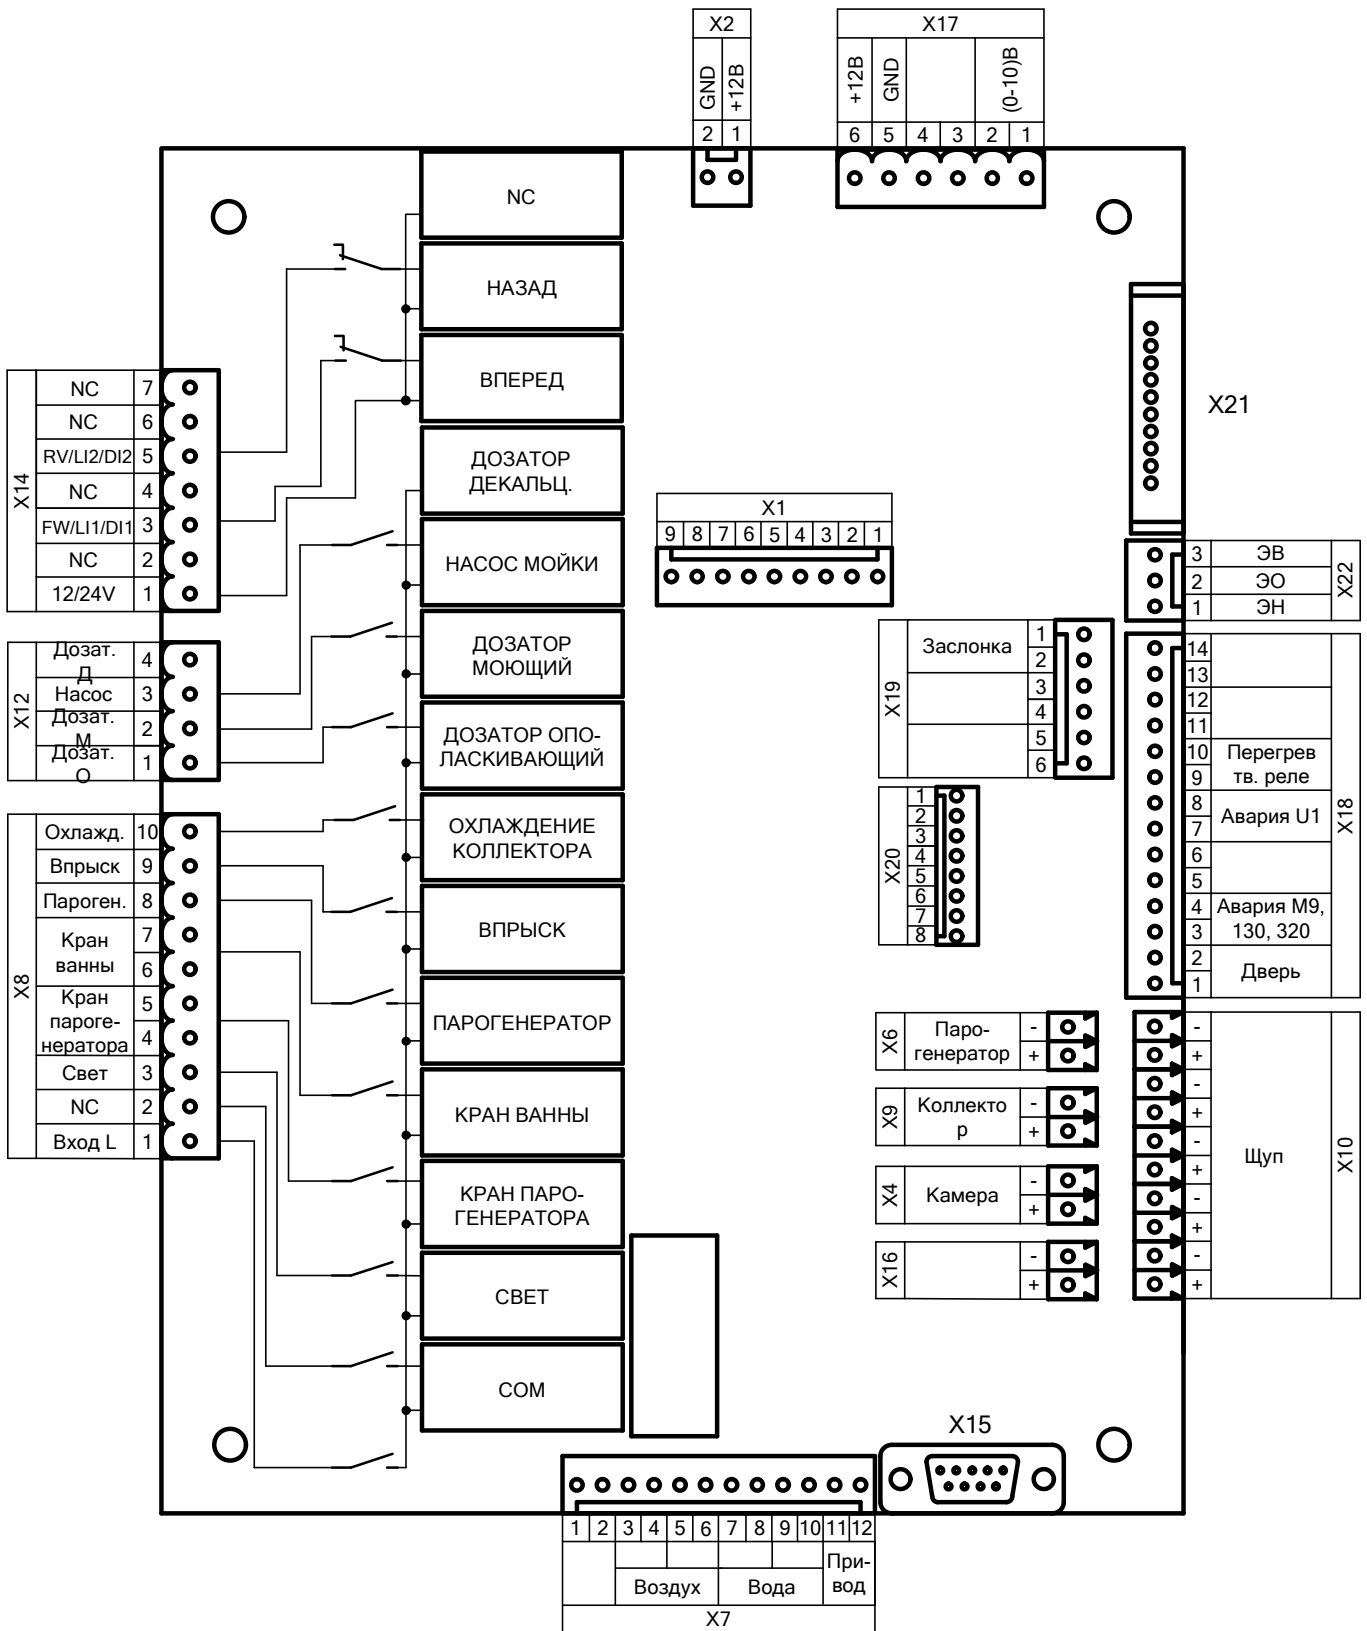 X2
GND
+12В
2
1
X17
+12В
GND
(0-10)В
6
5
4
3
2
1
NC
НАЗАД
ВПЕРЕД
ДОЗАТОР
ДЕКАЛЬЦ.
НАСОС МОЙКИ
ДОЗАТОР
МОЮЩИЙ
ДОЗАТОР ОПО-
ЛАСКИВАЮЩИЙ
ОХЛАЖДЕНИЕ
КОЛЛЕКТОРА
ВПРЫСК
ПАРОГЕНЕРАТОР
КРАН ВАННЫ
КРАН ПАРО-
ГЕНЕРАТОРА
СВЕТ
COM
X14
NC 7
NC 6
RV/LI2/DI2 5
NC 4
FW/LI1/DI1 3
NC 2
12/24V 1
X12
Дозат.
Д
4
Насос 3
Дозат.
М
2
Дозат.
О
1
X8
Охлажд. 10
Впрыск 9
Пароген. 8
Кран
ванны
7
6
Кран
пароге-
нератора
5
4
Свет 3
NC 2
Вход L 1
X1
9 8 7 6 5 4 3 2 1
X21
X22
3 ЭВ
2 ЭО
1 ЭН
X19
Заслонка
1
2
3
4
5
6
X20
1
2
3
4
5
6
7
8
X18
14
13
12
11
10
9
Перегрев
тв. реле
8
7
Авария U1
6
5
4
3
Авария М9,
130, 320
2
1
Дверь
X6
Паро-
генератор
-
+
X9
Коллекто
р
-
+
X4
Камера
-
+
X16
-
+
X10
Щуп
-
+
-
+
-
+
-
+
-
+
X15
1 2 3 4 5 6 7 8 9 10 11 12
Воздух
Вода
При-
вод
X7